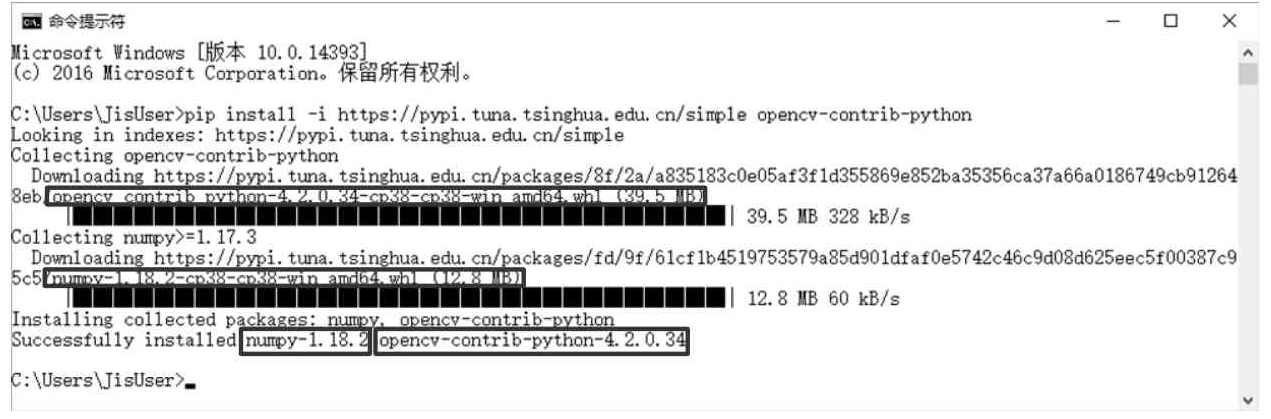 命令提示符
Microsoft Windows [版本 10.0.14393]
(c) 2016 Microsoft Corporation。保留所有权利。
C:\Users\JisUser>pip install -i https://pypi.tuna.tsinghua.edu.cn/simple opencv-contrib-python
Looking in indexes: https://pypi.tuna.tsinghua.edu.cn/simple
Collecting opencv-contrib-python
Downloading https://pypi.tuna.tsinghua.edu.cn/packages/8f/2a/a835183c0e05af3f1d355869e852ba35356ca37a66a0186749cb91264
8eb/opencv_contrib_python-4.2.0.34-cp38-cp38-win_amd64.whl (39.5 MB)
39.5 MB 328 kB/s
Collecting numpy>=1.17.3
Downloading https://pypi.tuna.tsinghua.edu.cn/packages/fd/9f/61cf1b4519753579a85d901dfaf0e5742c46c9d08d625eec5f00387c9
5c5/numpy-1.18.2-cp38-cp38-win_amd64.whl (12.8 MB)
12.8 MB 60 kB/s
Installing collected packages: numpy, opencv-contrib-python
Successfully installed numpy-1.18.2 opencv-contrib-python-4.2.0.34
C:\Users\JisUser>